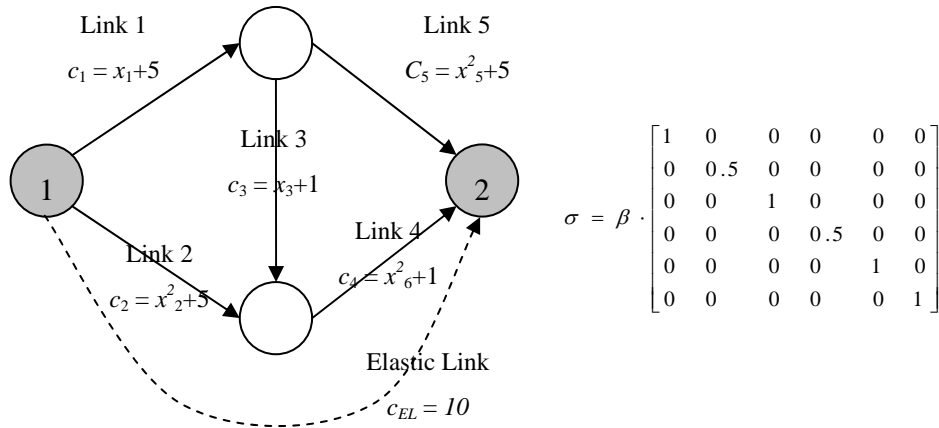 Link 1
c₁ = x₁+5
Link 5
C₅ = x²₅+5
Link 3
c₃ = x₃+1
1
2
Link 4
c₄ = x²₆+1
Link 2
c₂ = x²₂+5
Elastic Link
c_EL = 10
σ = β ·
1 0 0 0 0 0
0 0.5 0 0 0 0
0 0 1 0 0 0
0 0 0 0.5 0 0
0 0 0 0 1 0
0 0 0 0 0 1